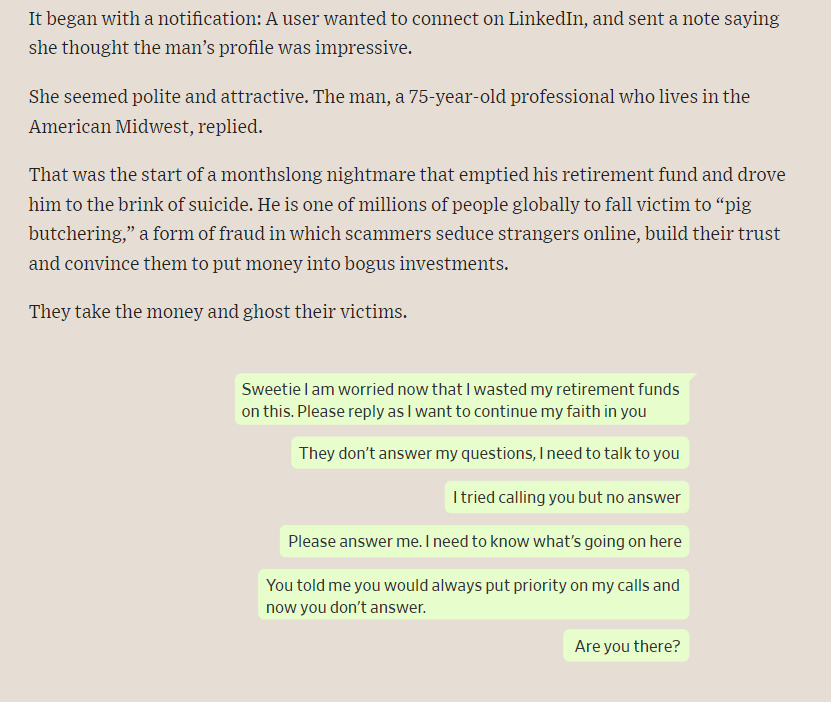 It began with a notification: A user wanted to connect on LinkedIn, and sent a note saying
she thought the man’s profile was impressive.
She seemed polite and attractive. The man, a 75-year-old professional who lives in the
American Midwest, replied.
That was the start of a monthslong nightmare that emptied his retirement fund and drove
him to the brink of suicide. He is one of millions of people globally to fall victim to “pig
butchering,” a form of fraud in which scammers seduce strangers online, build their trust
and convince them to put money into bogus investments.
They take the money and ghost their victims.
Sweetie I am worried now that I wasted my retirement funds
on this. Please reply as I want to continue my faith in you
They don’t answer my questions, I need to talk to you
I tried calling you but no answer
Please answer me. I need to know what’s going on here
You told me you would always put priority on my calls and
now you don’t answer.
Are you there?